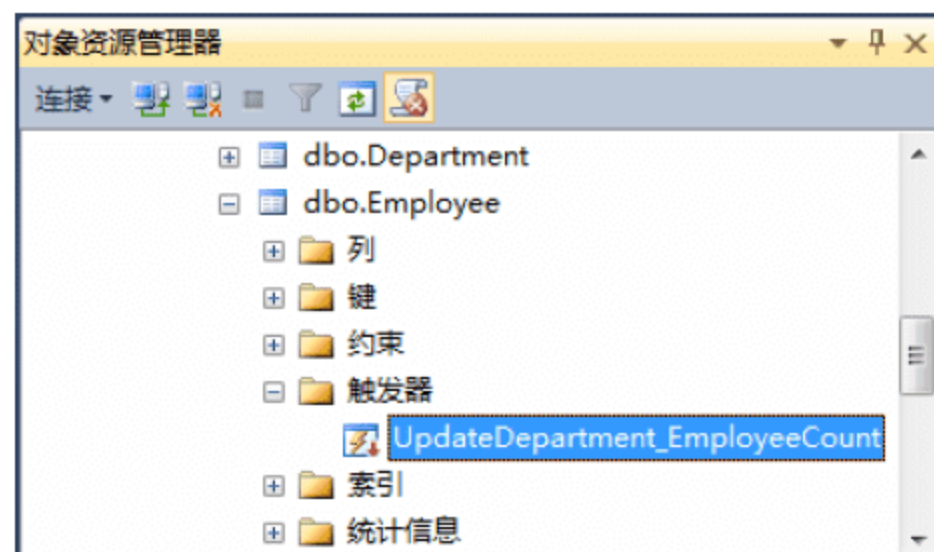 对象资源管理器
连接
dbo.Department
dbo.Employee
列
键
约束
触发器
UpdateDepartment_EmployeeCount
索引
统计信息